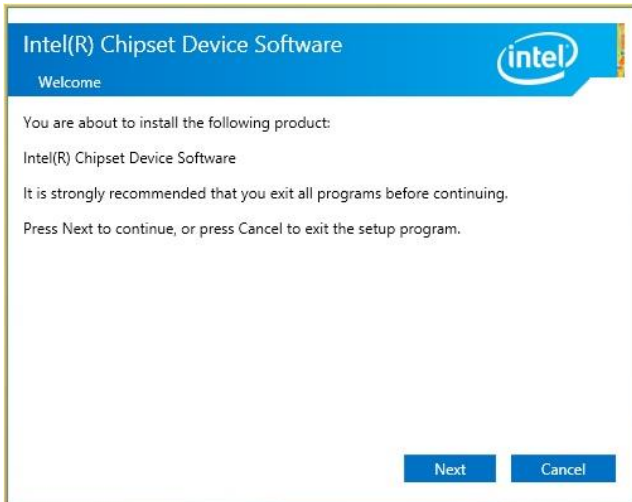 Intel(R) Chipset Device Software
intel
Welcome
You are about to install the following product:
Intel(R) Chipset Device Software
It is strongly recommended that you exit all programs before continuing.
Press Next to continue, or press Cancel to exit the setup program.
Next
Cancel